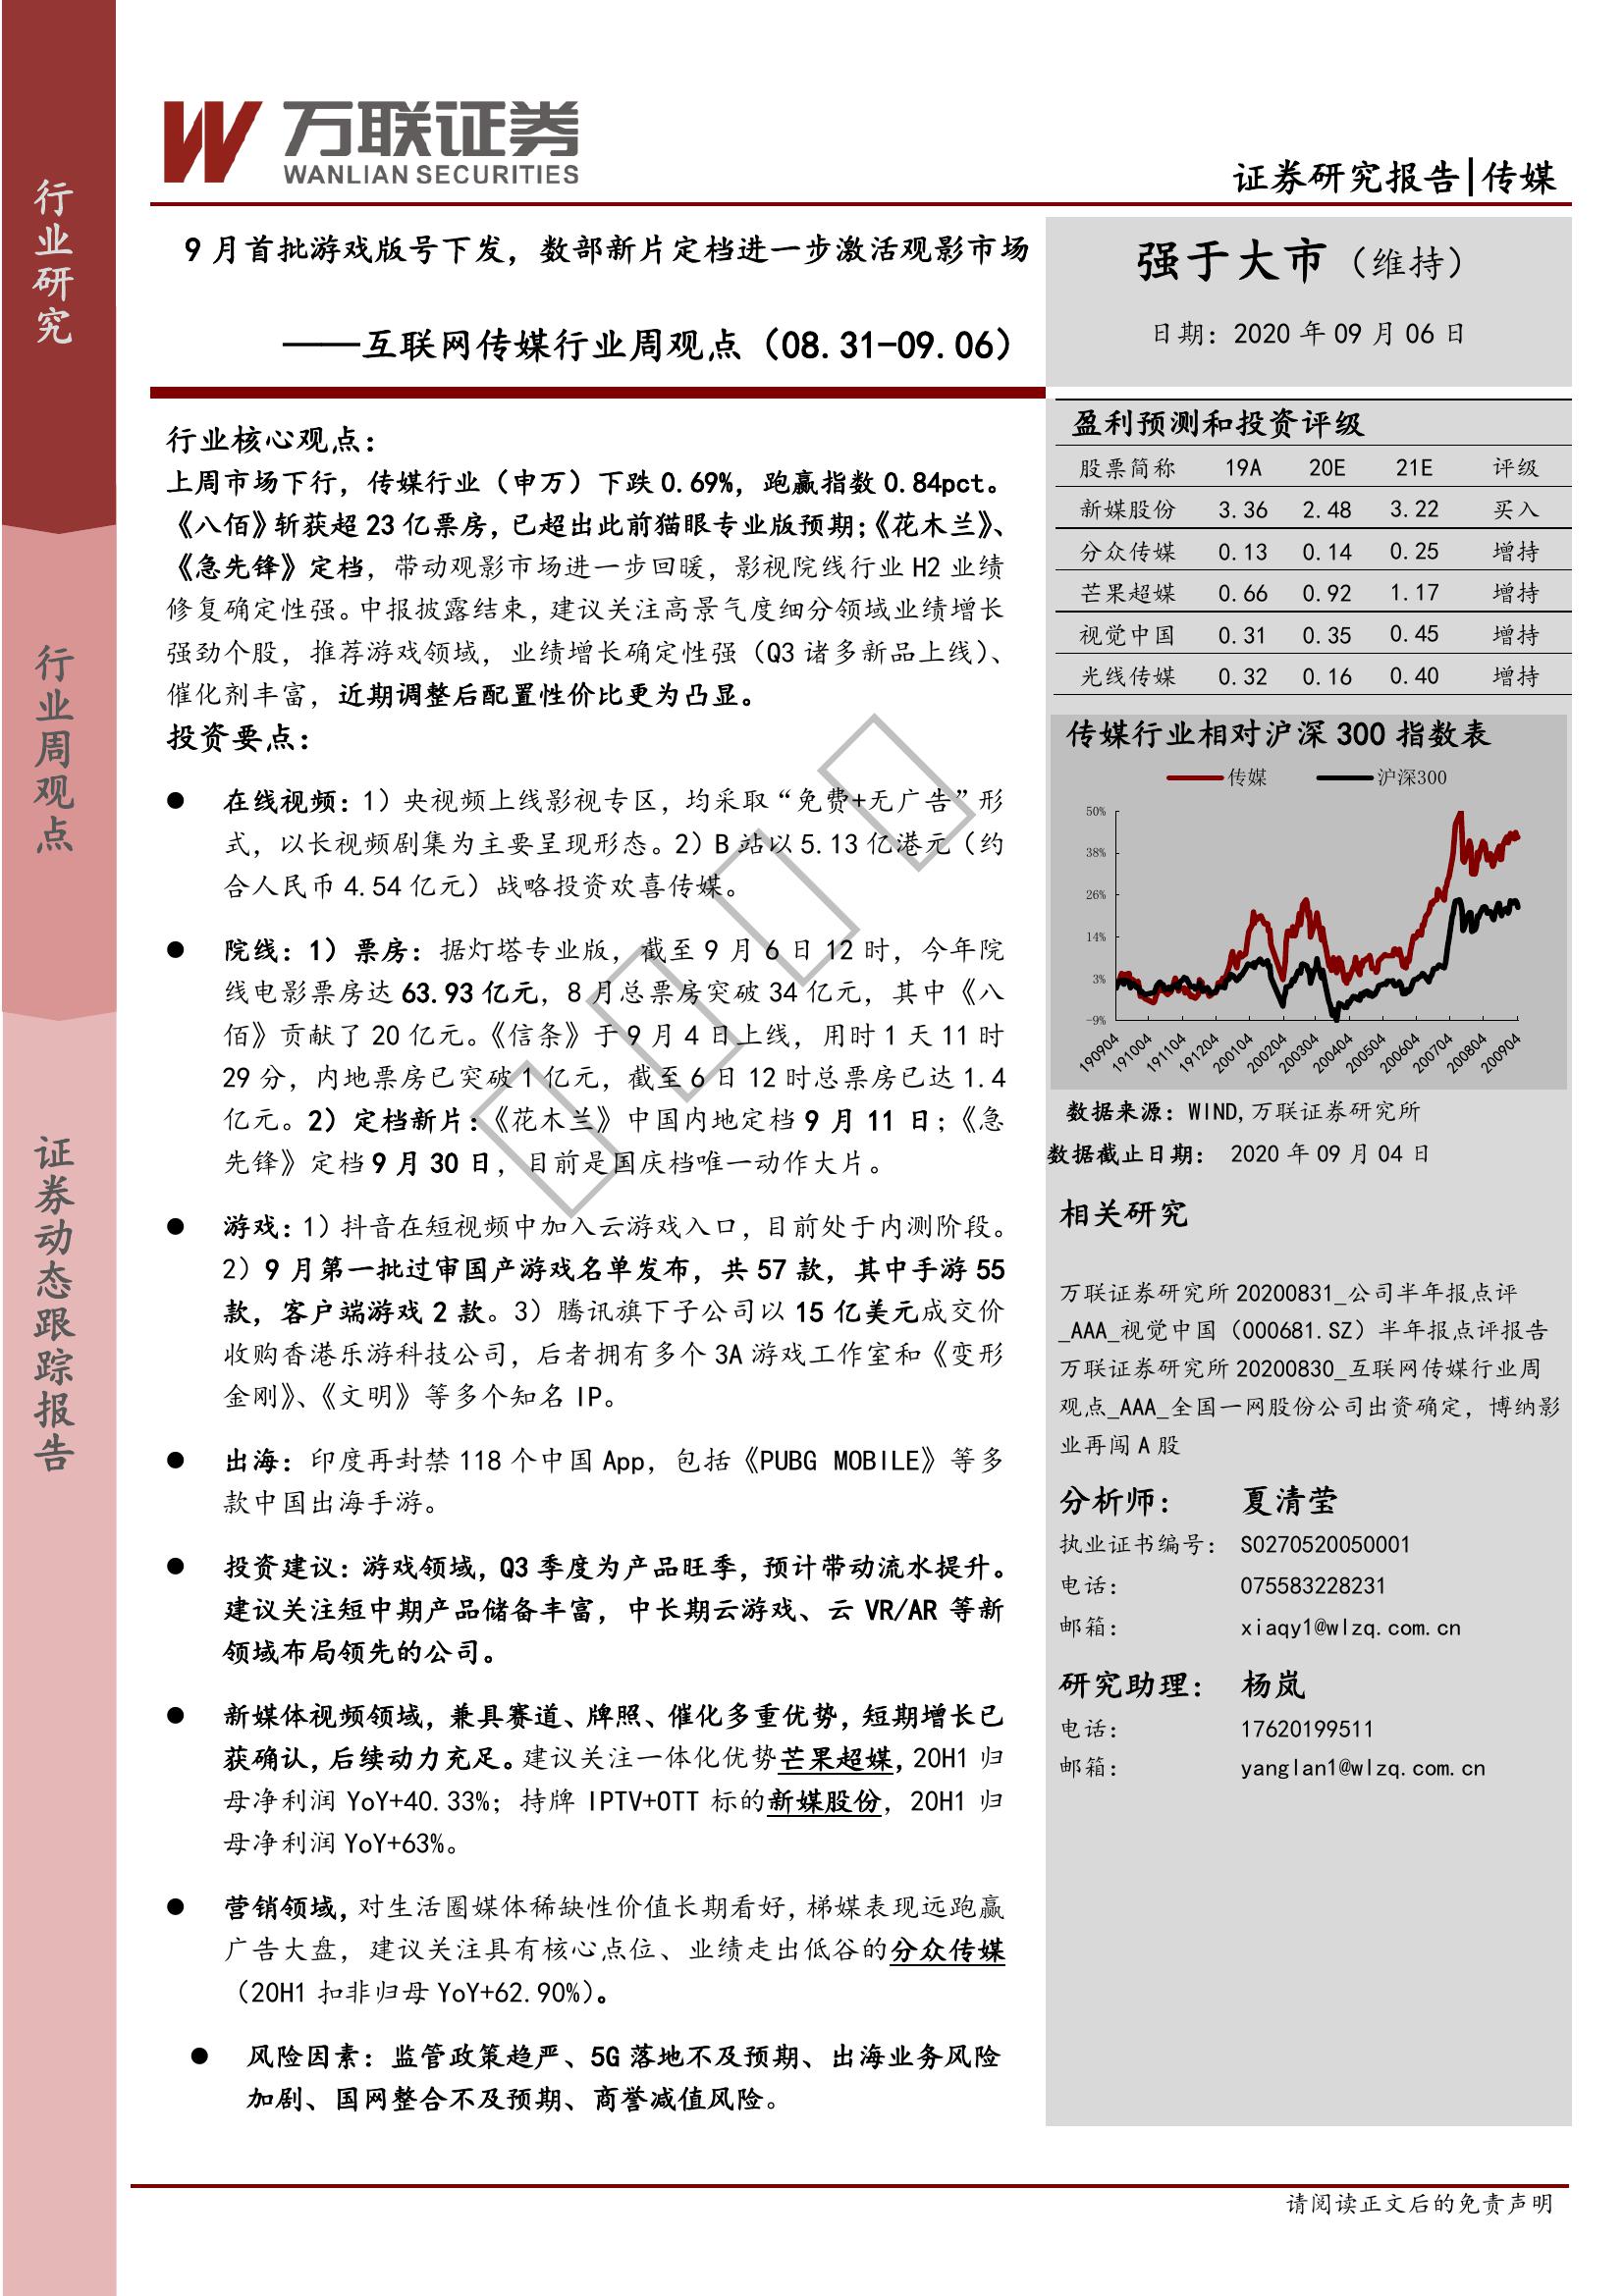 行业研究
行业周观点
证券动态跟踪报告
万联证券
WANLIAN SECURITIES
证券研究报告|传媒
9 月首批游戏版号下发，数部新片定档进一步激活观影市场
——互联网传媒行业周观点（08.31-09.06）
强于大市（维持）
日期：2020 年 09 月 06 日
行业核心观点：
上周市场下行，传媒行业（申万）下跌 0.69%，跑赢指数 0.84pct。
《八佰》斩获超 23 亿票房，已超出此前猫眼专业版预期；《花木兰》、
《急先锋》定档，带动观影市场进一步回暖，影视院线行业 H2 业绩
修复确定性强。中报披露结束，建议关注高景气度细分领域业绩增长
强劲个股，推荐游戏领域，业绩增长确定性强（Q3 诸多新品上线）、
催化剂丰富，近期调整后配置性价比更为凸显。
投资要点：
● 在线视频：1）央视频上线影视专区，均采取“免费+无广告”形
式，以长视频剧集为主要呈现形态。2）B 站以 5.13 亿港元（约
合人民币 4.54 亿元）战略投资欢喜传媒。
● 院线：1）票房：据灯塔专业版，截至 9 月 6 日 12 时，今年院
线电影票房达 63.93 亿元，8 月总票房突破 34 亿元，其中《八
佰》贡献了 20 亿元。《信条》于 9 月 4 日上线，用时 1 天 11 时
29 分，内地票房已突破 1 亿元，截至 6 日 12 时总票房已达 1.4
亿元。2）定档新片：《花木兰》中国内地定档 9 月 11 日；《急
先锋》定档 9 月 30 日，目前是国庆档唯一动作大片。
● 游戏：1）抖音在短视频中加入云游戏入口，目前处于内测阶段。
2）9 月第一批过审国产游戏名单发布，共 57 款，其中手游 55
款，客户端游戏 2 款。3）腾讯旗下子公司以 15 亿美元成交价
收购香港乐游科技公司，后者拥有多个 3A 游戏工作室和《变形
金刚》、《文明》等多个知名 IP。
● 出海：印度再封禁 118 个中国 App，包括《PUBG MOBILE》等多
款中国出海手游。
● 投资建议：游戏领域，Q3 季度为产品旺季，预计带动流水提升。
建议关注短中期产品储备丰富，中长期云游戏、云 VR/AR 等新
领域布局领先的公司。
● 新媒体视频领域，兼具赛道、牌照、催化多重优势，短期增长已
获确认，后续动力充足。建议关注一体化优势芒果超媒，20H1 归
母净利润 YoY+40.33%；持牌 IPTV+OTT 标的新媒股份，20H1 归
母净利润 YoY+63%。
● 营销领域，对生活圈媒体稀缺性价值长期看好，梯媒表现远跑赢
广告大盘，建议关注具有核心点位、业绩走出低谷的分众传媒
（20H1 扣非归母 YoY+62.90%）。
● 风险因素：监管政策趋严、5G 落地不及预期、出海业务风险
加剧、国网整合不及预期、商誉减值风险。
盈利预测和投资评级
股票简称 19A 20E 21E 评级
新媒股份 3.36 2.48 3.22 买入
分众传媒 0.13 0.14 0.25 增持
芒果超媒 0.66 0.92 1.17 增持
视觉中国 0.31 0.35 0.45 增持
光线传媒 0.32 0.16 0.40 增持
传媒行业相对沪深 300 指数表
传媒 沪深300
50%
38%
26%
14%
3%
-9%
190904 191004 191104 191204 200104 200204 200304 200404 200504 200604 200704 200804 200904
数据来源：WIND,万联证券研究所
数据截止日期： 2020 年 09 月 04 日
相关研究
万联证券研究所 20200831_公司半年报点评
_AAA_视觉中国（000681.SZ）半年报点评报告
万联证券研究所 20200830_互联网传媒行业周
观点_AAA_全国一网股份公司出资确定，博纳影
业再闯 A 股
分析师： 夏清莹
执业证书编号： S0270520050001
电话： 075583228231
邮箱： xiaqy1@wlzq.com.cn
研究助理： 杨岚
电话： 17620199511
邮箱： yanglan1@wlzq.com.cn
请阅读正文后的免责声明